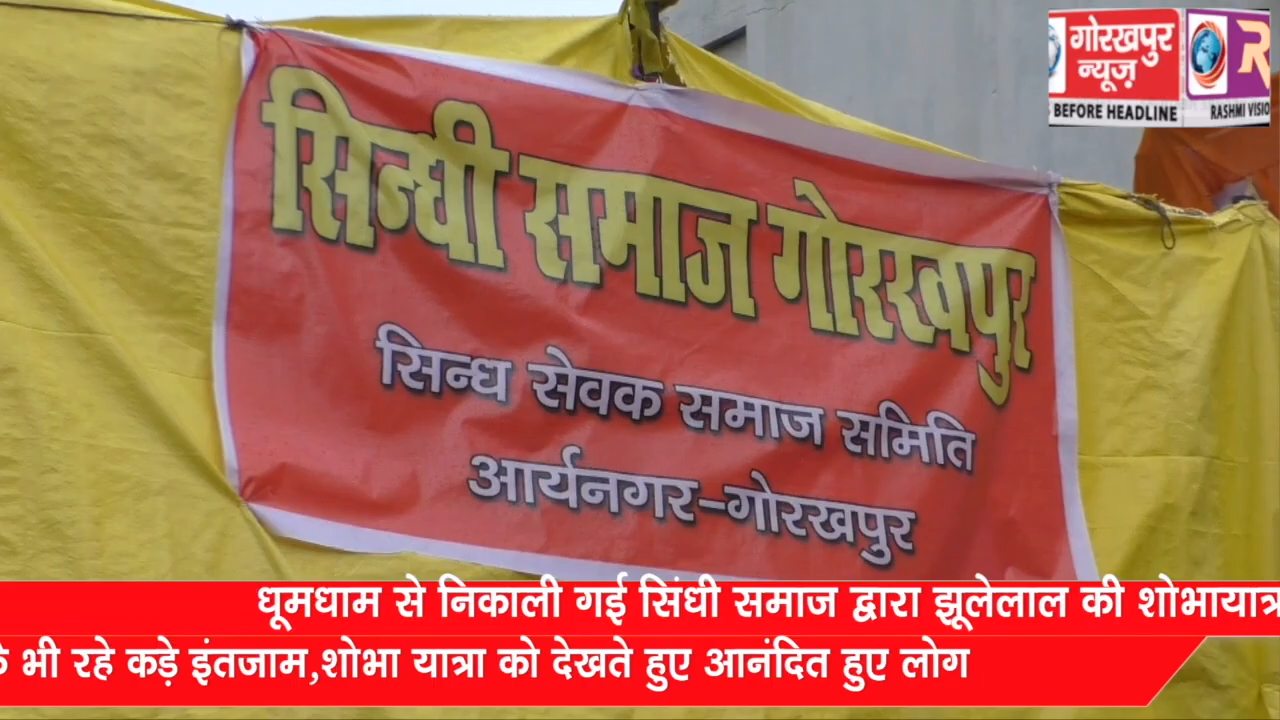 गोरखपुर
न्यूज़
BEFORE HEADLINE
R
RASHMI VISIO
सिन्धी समाज गोरखपुर
सिन्ध सेवक समाज समिति
आर्यनगर-गोरखपुर
धूमधाम से निकाली गई सिंधी समाज द्वारा झूलेलाल की शोभायात्र
भी रहे कड़े इंतजाम,शोभा यात्रा को देखते हुए आनंदित हुए लोग